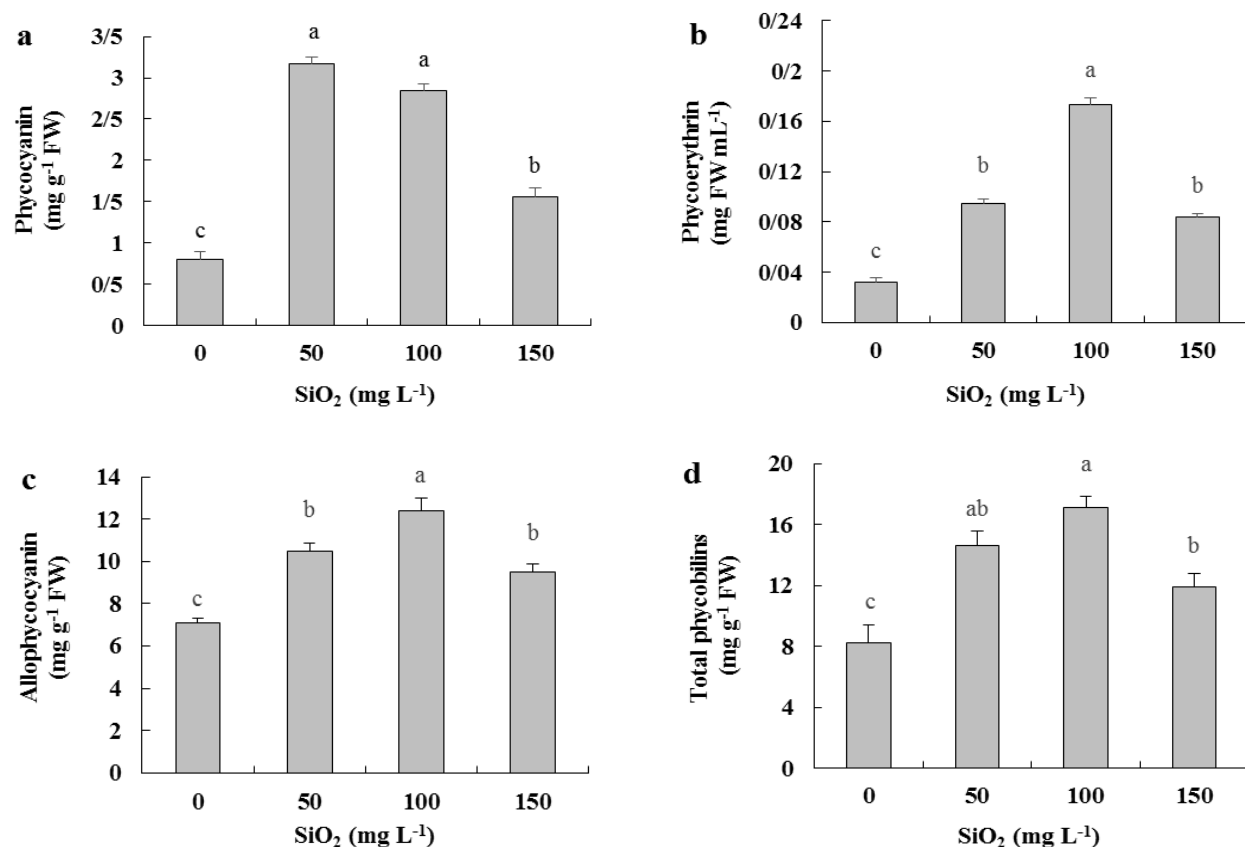 a
Phycocyanin
(mg g-1 FW)
3/5
3
2/5
2
1/5
1
0/5
0
c
a
a
b
0 50 100 150
SiO2 (mg L-1)
b
Phycoerythrin
(mg FW mL-1)
0/24
0/2
0/16
0/12
0/08
0/04
0
c
b
a
b
0 50 100 150
SiO2 (mg L-1)
c
Allophycocyanin
(mg g-1 FW)
14
12
10
8
6
4
2
0
c
b
a
b
0 50 100 150
SiO2 (mg L-1)
d
Total phycobilins
(mg g-1 FW)
20
16
12
8
4
0
c
ab
a
b
0 50 100 150
SiO2 (mg L-1)